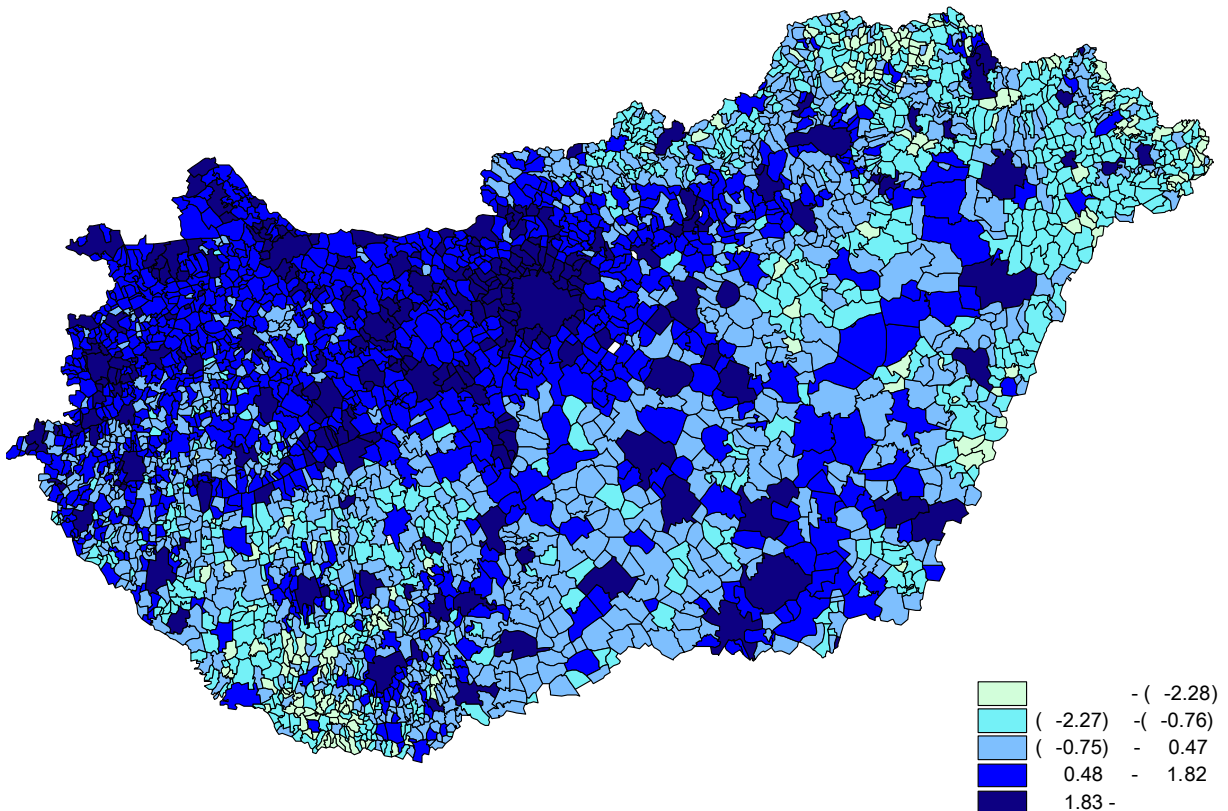 - ( -2.28)
( -2.27) -( -0.76)
( -0.75) - 0.47
0.48 - 1.82
1.83 -